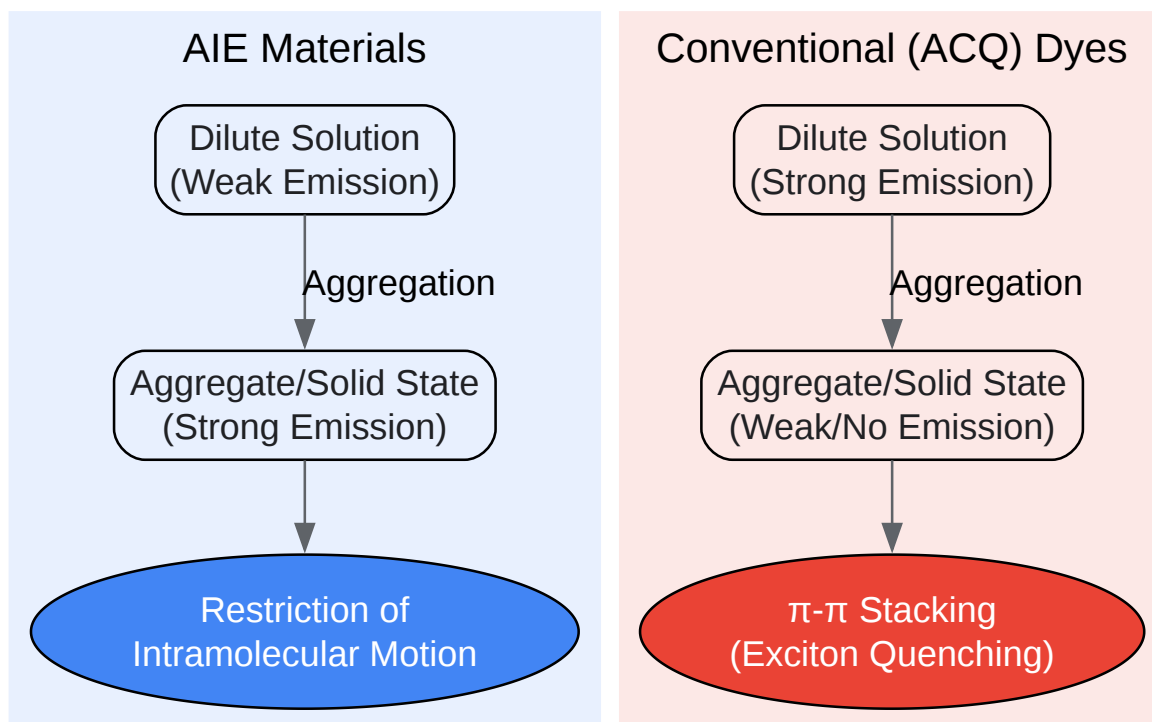 AIE Materials
Dilute Solution
(Weak Emission)
Aggregation
Aggregate/Solid State
(Strong Emission)
Restriction of
Intramolecular Motion
Conventional (ACQ) Dyes
Dilute Solution
(Strong Emission)
Aggregation
Aggregate/Solid State
(Weak/No Emission)
π-π Stacking
(Exciton Quenching)